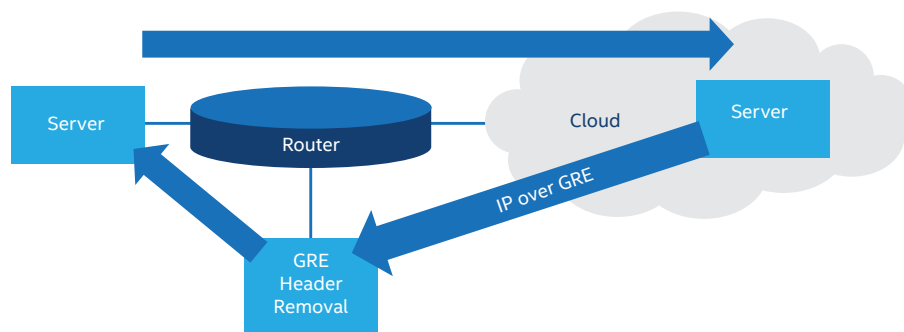 Server
Router
Cloud
Server
IP over GRE
GRE
Header
Removal